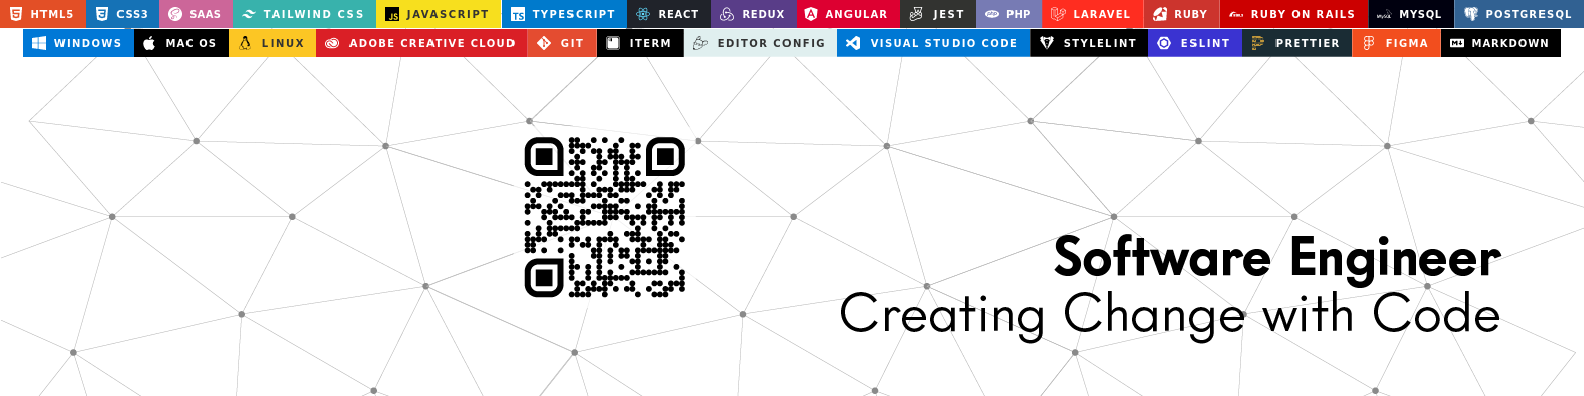 HTML5 CSS3 SAAS TAILWIND CSS JAVASCRIPT TYPESCRIPT REACT REDUX ANGULAR JEST PHP LARAVEL RUBY RUBY ON RAILS MYSQL POSTGRESQL
WINDOWS MAC OS LINUX ADOBE CREATIVE CLOUD GIT ITERM EDITOR CONFIG VISUAL STUDIO CODE STYLELINT ESLINT PRETTIER FIGMA MARKDOWN
Software Engineer
Creating Change with Code